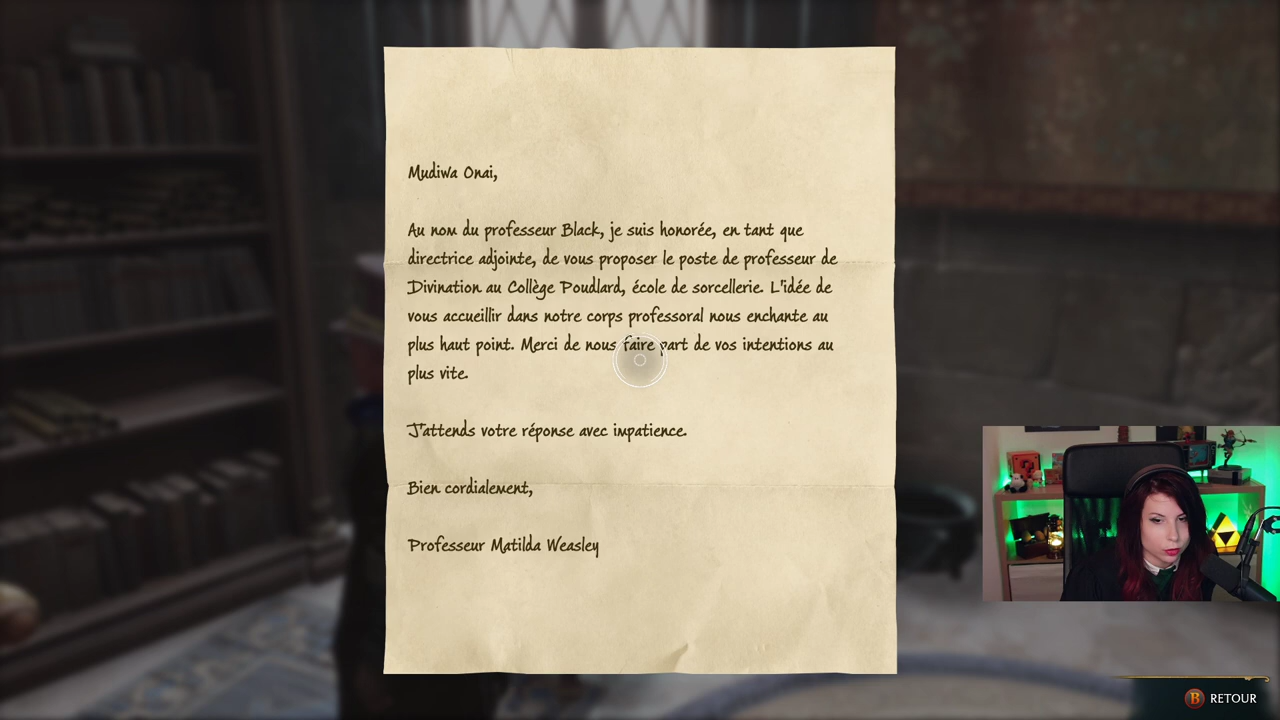 Mudiwa Onai,
Au nom du professeur Black, je suis honorée, en tant que
directrice adjointe, de vous proposer le poste de professeur de
Divination au Collège Poudlard, école de sorcellerie. L'idée de
vous accueillir dans notre corps professoral nous enchante au
plus haut point. Merci de nous faire part de vos intentions au
plus vite.
J'attends votre réponse avec impatience.
Bien cordialement,
Professeur Matilda Weasley
B RETOUR